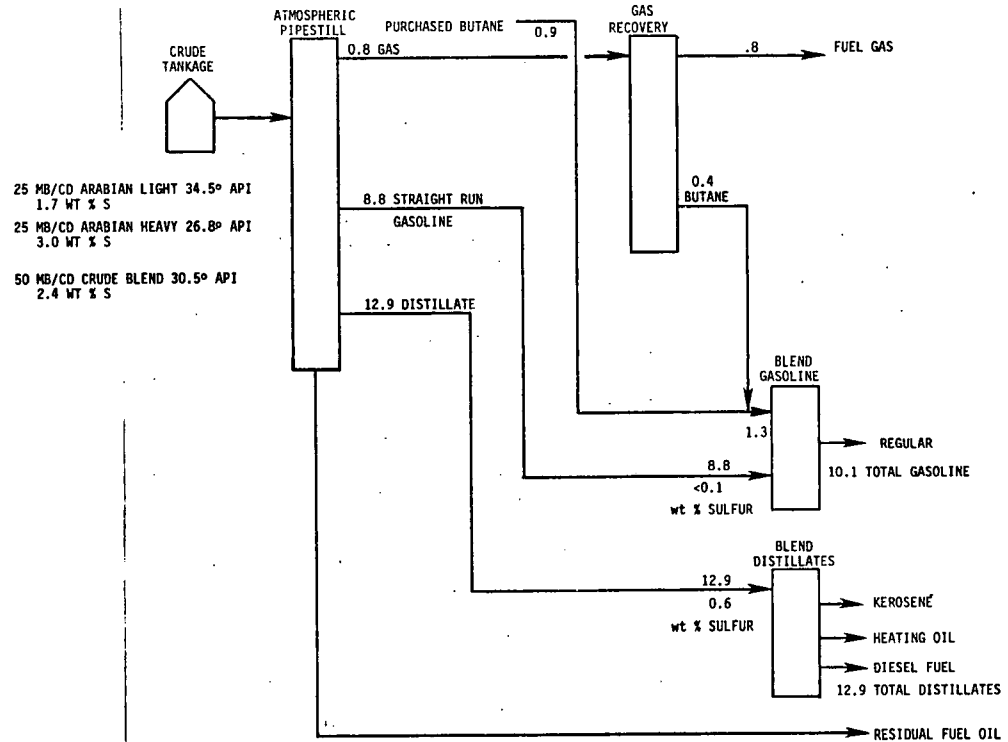 ATMOSPHERIC
PIPESTILL
PURCHASED BUTANE
0.9
GAS
RECOVERY
CRUDE
TANKAGE
0.8 GAS
.8
FUEL GAS
25 MB/CD ARABIAN LIGHT 34.5º API
1.7 WT % S
25 MB/CD ARABIAN HEAVY 26.8º API
3.0 WT % S
50 MB/CD CRUDE BLEND 30.5º API
2.4 WT % S
8.8 STRAIGHT RUN
GASOLINE
0.4
BUTANE
12.9 DISTILLATE
BLEND
GASOLINE
1.3
REGULAR
10.1 TOTAL GASOLINE
8.8
<0.1
wt % SULFUR
BLEND
DISTILLATES
12.9
0.6
wt % SULFUR
KEROSENE
HEATING OIL
DIESEL FUEL
12.9 TOTAL DISTILLATES
RESIDUAL FUEL OIL